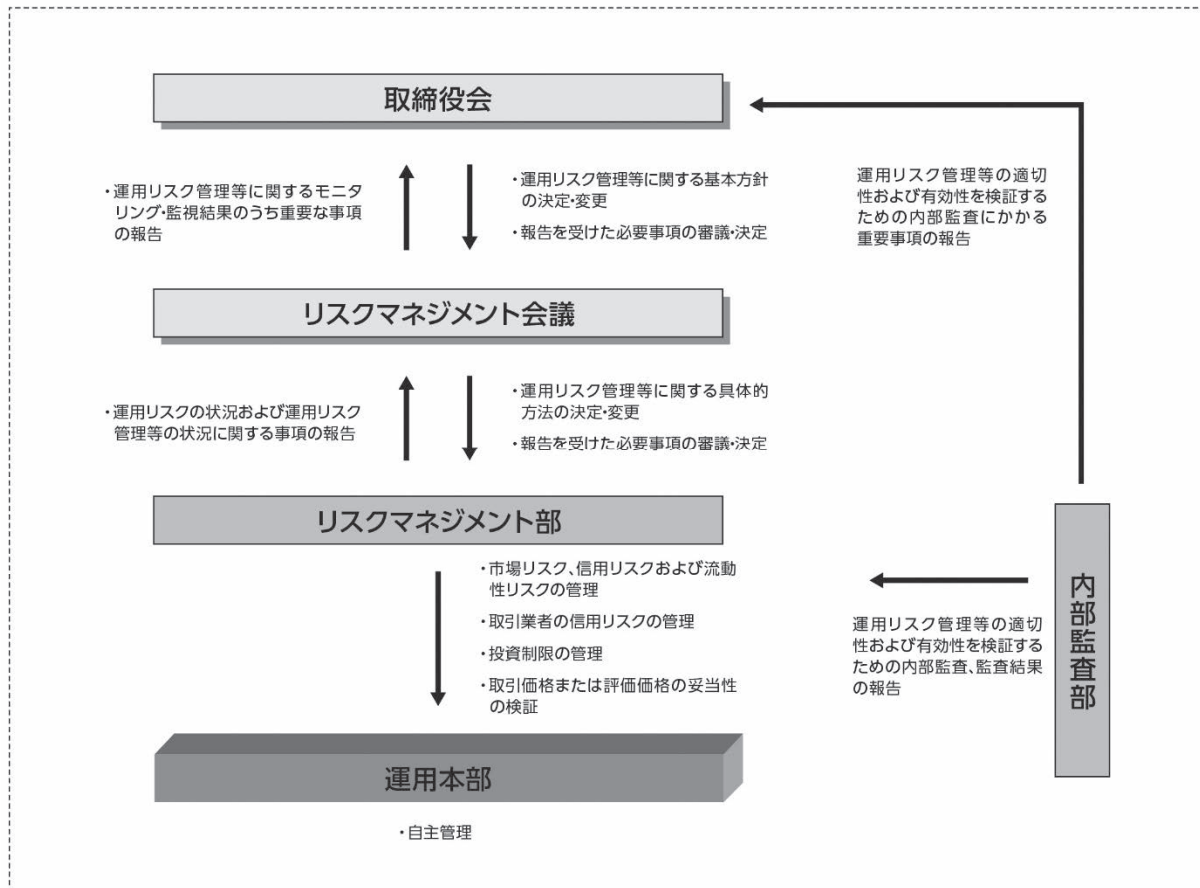 取締役会
・運用リスク管理等に関するモニタ
リング・監視結果のうち重要な事項
の報告
・運用リスク管理等に関する基本方針
の決定・変更
・報告を受けた必要事項の審議・決定
運用リスク管理等の適切
性および有効性を検証する
ための内部監査にかかる
重要事項の報告
リスクマネジメント会議
・運用リスクの状況および運用リスク
管理等の状況に関する事項の報告
・運用リスク管理等に関する具体的
方法の決定・変更
・報告を受けた必要事項の審議・決定
リスクマネジメント部
・市場リスク、信用リスクおよび流動
性リスクの管理
・取引業者の信用リスクの管理
・投資制限の管理
・取引価格または評価価格の妥当性
の検証
運用リスク管理等の適切
性および有効性を検証する
ための内部監査、監査結果
の報告
内部監査部
運用本部
・自主管理